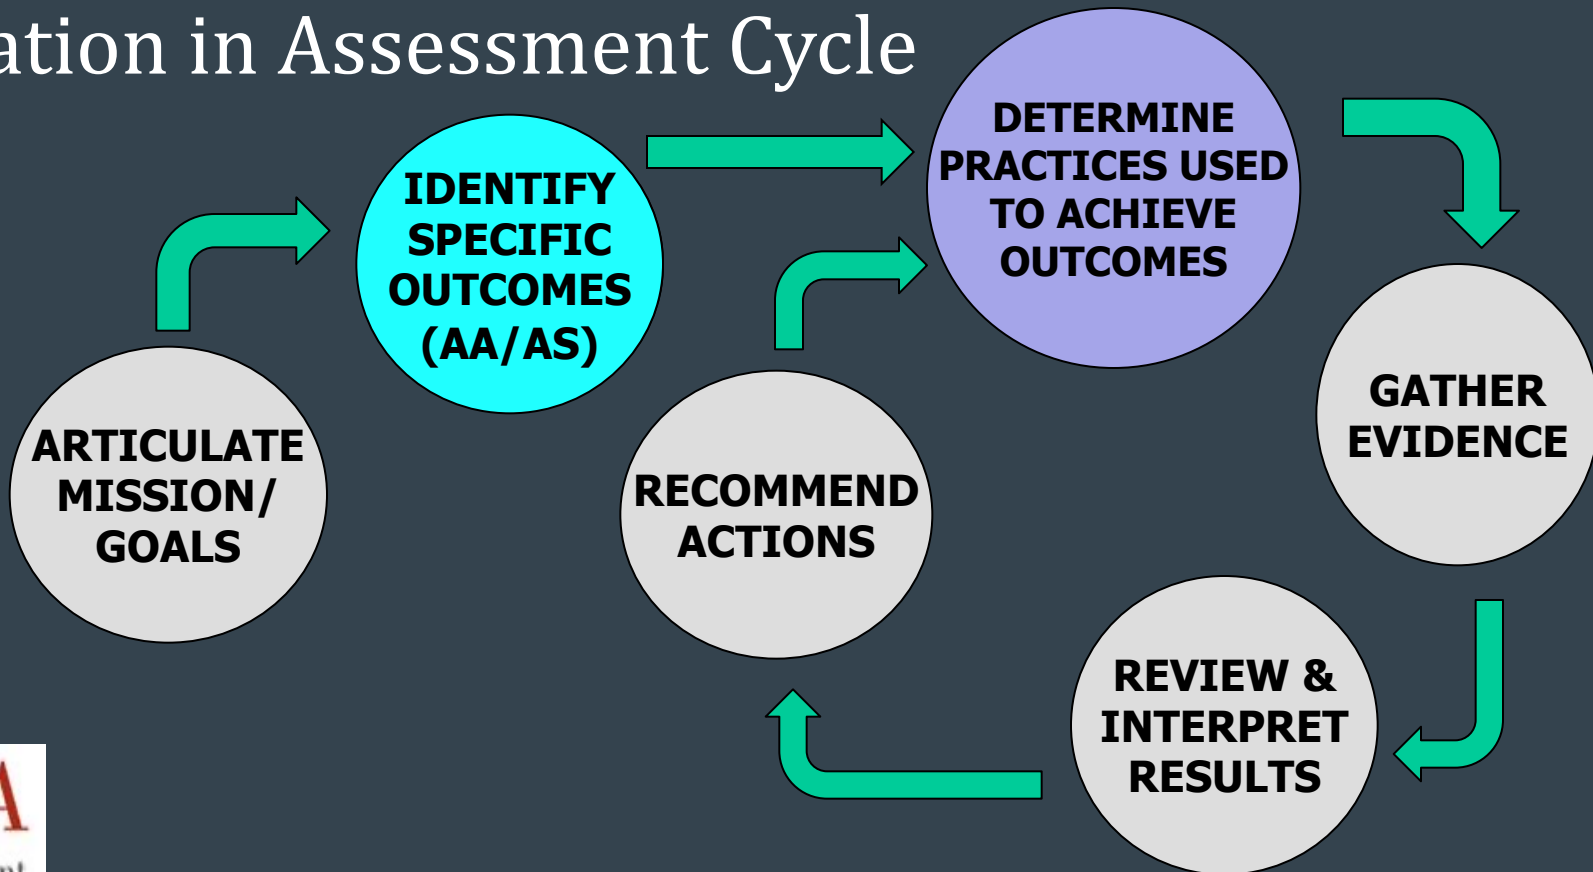 ation in Assessment Cycle
IDENTIFY
SPECIFIC
OUTCOMES
(AA/AS)
DETERMINE
PRACTICES USED
TO ACHIEVE
OUTCOMES
ARTICULATE
MISSION/
GOALS
RECOMMEND
ACTIONS
GATHER
EVIDENCE
REVIEW &
INTERPRET
RESULTS
A